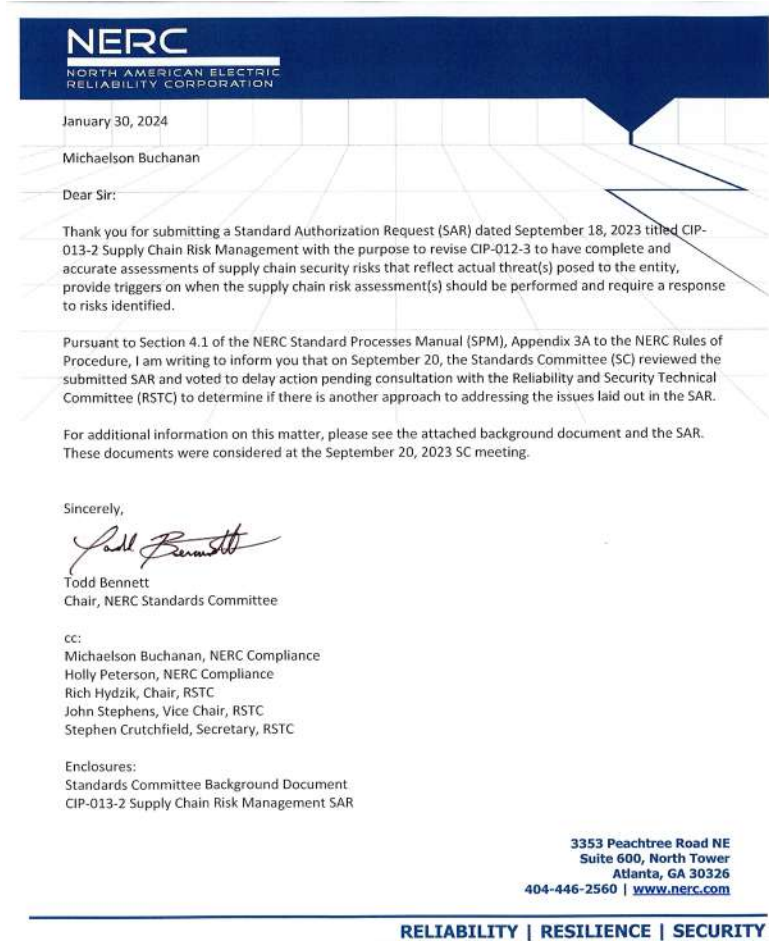 NERC
NORTH AMERICAN ELECTRIC
RELIABILITY CORPORATION
January 30, 2024
Michaelson Buchanan
Dear Sir:
Thank you for submitting a Standard Authorization Request (SAR) dated September 18, 2023 titled CIP-
013-2 Supply Chain Risk Management with the purpose to revise CIP-012-3 to have complete and
accurate assessments of supply chain security risks that reflect actual threat(s) posed to the entity,
provide triggers on when the supply chain risk assessment(s) should be performed and require a response
to risks identified.
Pursuant to Section 4.1 of the NERC Standard Processes Manual (SPM), Appendix 3A to the NERC Rules of
Procedure, I am writing to inform you that on September 20, the Standards Committee (SC) reviewed the
submitted SAR and voted to delay action pending consultation with the Reliability and Security Technical
Committee (RSTC) to determine if there is another approach to addressing the issues laid out in the SAR.
For additional information on this matter, please see the attached background document and the SAR.
These documents were considered at the September 20, 2023 SC meeting.
Sincerely,
Todd Bennett
Todd Bennett
Chair, NERC Standards Committee
cc:
Michaelson Buchanan, NERC Compliance
Holly Peterson, NERC Compliance
Rich Hydzik, Chair, RSTC
John Stephens, Vice Chair, RSTC
Stephen Crutchfield, Secretary, RSTC
Enclosures:
Standards Committee Background Document
CIP-013-2 Supply Chain Risk Management SAR
3353 Peachtree Road NE
Suite 600, North Tower
Atlanta, GA 30326
404-446-2560 | www.nerc.com
RELIABILITY | RESILIENCE | SECURITY